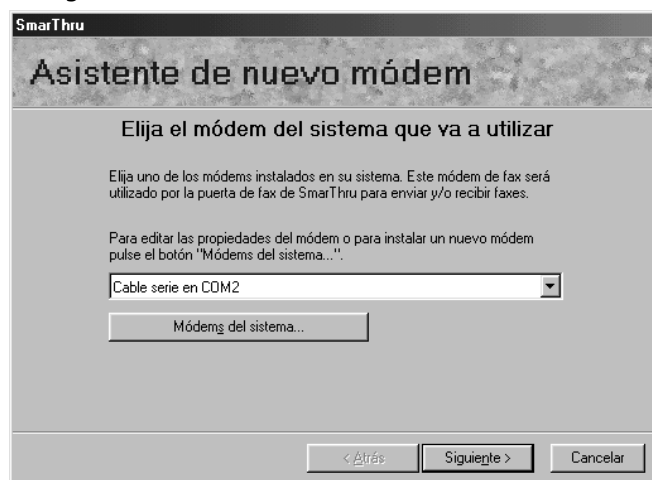 SmarThru
Asistente de nuevo módem
Elija el módem del sistema que va a utilizar
Elija uno de los módems instalados en su sistema. Este módem de fax será
utilizado por la puerta de fax de SmarThru para enviar y/o recibir faxes.
Para editar las propiedades del módem o para instalar un nuevo módem
pulse el botón "Módems del sistema...".
Cable serie en COM2
Módems del sistema...
< Atrás
Siguiente >
Cancelar